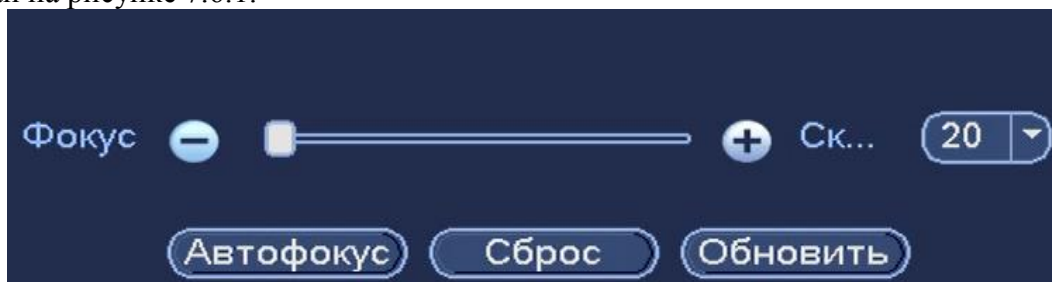 на рисунке 7.6.1.
Фокус Ск... 20
Автофокус Сброс Обновить